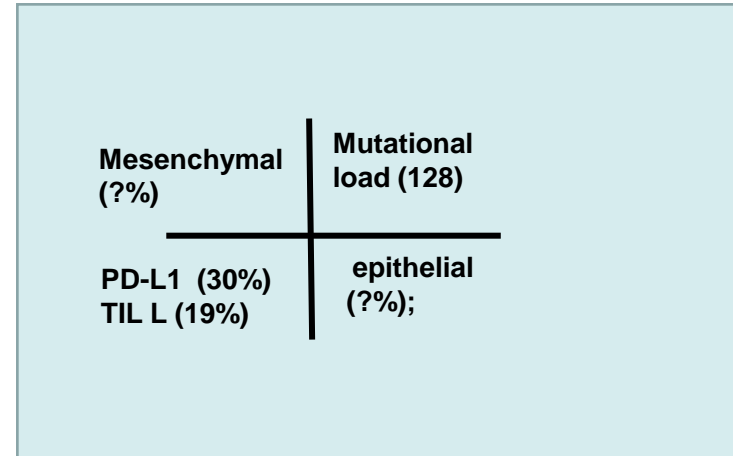 Mesenchymal
(?%)
Mutational
load (128)
PD-L1 (30%)
TIL L (19%)
epithelial
(?%);